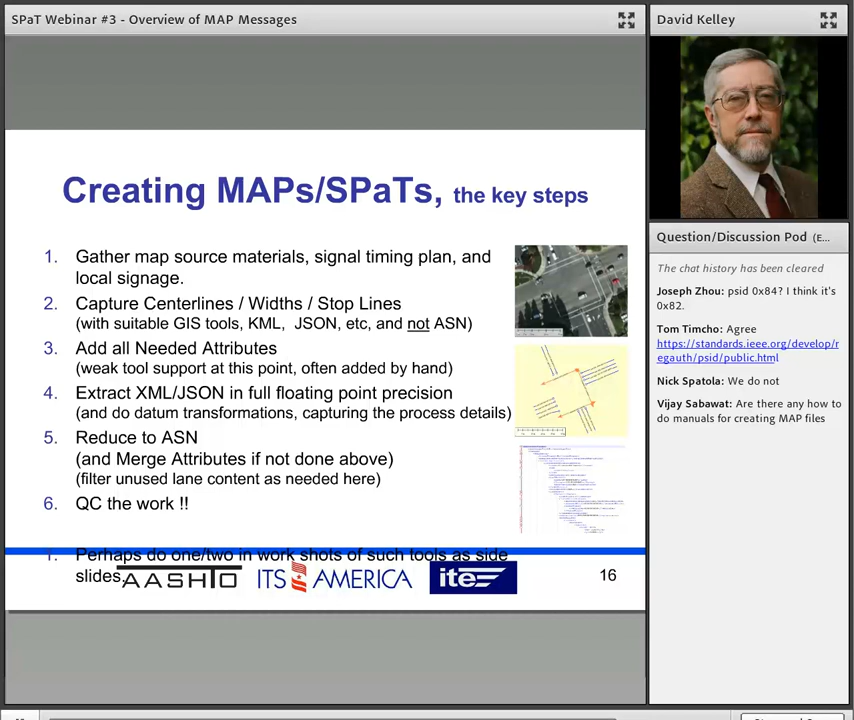 SPaT Webinar #3 - Overview of MAP Messages
Creating MAPs/SPaTs, the key steps
1. Gather map source materials, signal timing plan, and
local signage.
2. Capture Centerlines / Widths / Stop Lines
(with suitable GIS tools, KML, JSON, etc, and not ASN)
3. Add all Needed Attributes
(weak tool support at this point, often added by hand)
4. Extract XML/JSON in full floating point precision
(and do datum transformations, capturing the process details)
5. Reduce to ASN
(and Merge Attributes if not done above)
(filter unused lane content as needed here)
6. QC the work !!
Perhaps do one/two in work shots of such tools as side
slides.
AASHTO
ITS AMERICA
ite
16
David Kelley
Question/Discussion Pod (E...
The chat history has been cleared
Joseph Zhou: psid 0x84? I think it's
0x82.
Tom Timcho: Agree
https://standards.ieee.org/develop/r
egauth/psid/public.html
Nick Spatola: We do not
Vijay Sabawat: Are there any how to
do manuals for creating MAP files